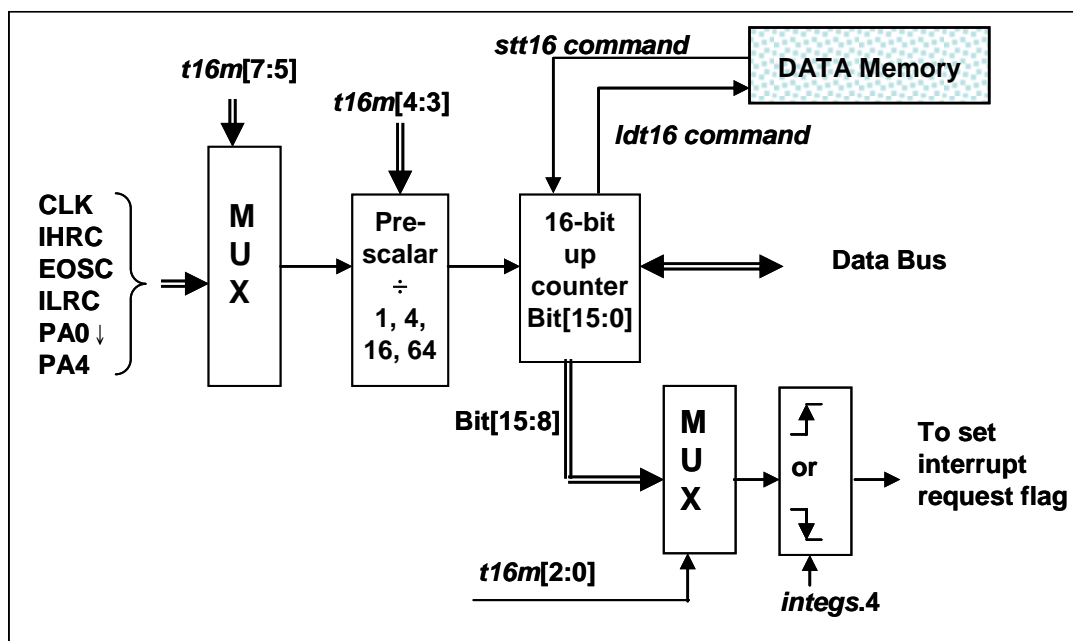 stt16 command
DATA Memory
t16m[7:5]
t16m[4:3]
ldt16 command
CLK
IHRC
EOSC
ILRC
PA0 ↓
PA4
M
U
X
Pre-
scalar
÷
1, 4,
16, 64
16-bit
up
counter
Bit[15:0]
Data Bus
Bit[15:8]
M
U
X
or
To set
interrupt
request flag
t16m[2:0]
integs.4